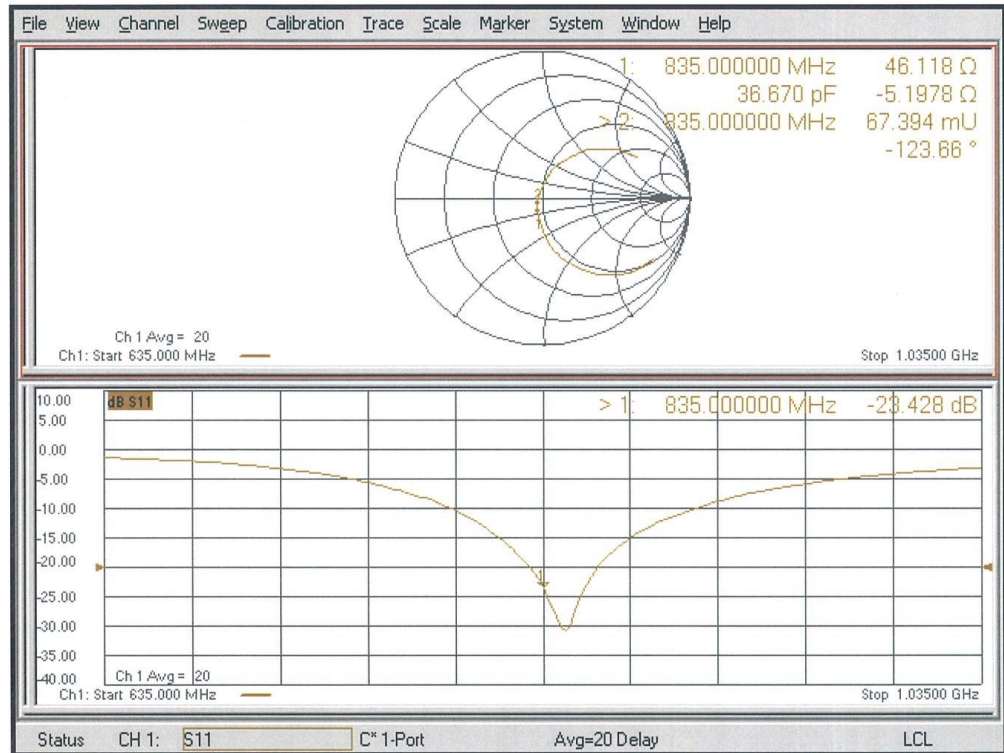 File View Channel Sweep Calibration Trace Scale Marker System Window Help
1: 835.000000 MHz 46.118 Ω
36.670 pF -5.1978 Ω
> 2: 835.000000 MHz 67.394 mU
-123.66 °
2
Ch 1 Avg = 20
Ch1: Start 635.000 MHz
Stop 1.03500 GHz
10.00 dB S11 > 1: 835.000000 MHz -23.428 dB
5.00
0.00
-5.00
-10.00
-15.00
-20.00
1
-25.00
-30.00
-35.00
-40.00 Ch 1 Avg = 20
Ch1: Start 635.000 MHz
Stop 1.03500 GHz
Status CH 1: S11 C* 1-Port Avg=20 Delay LCL